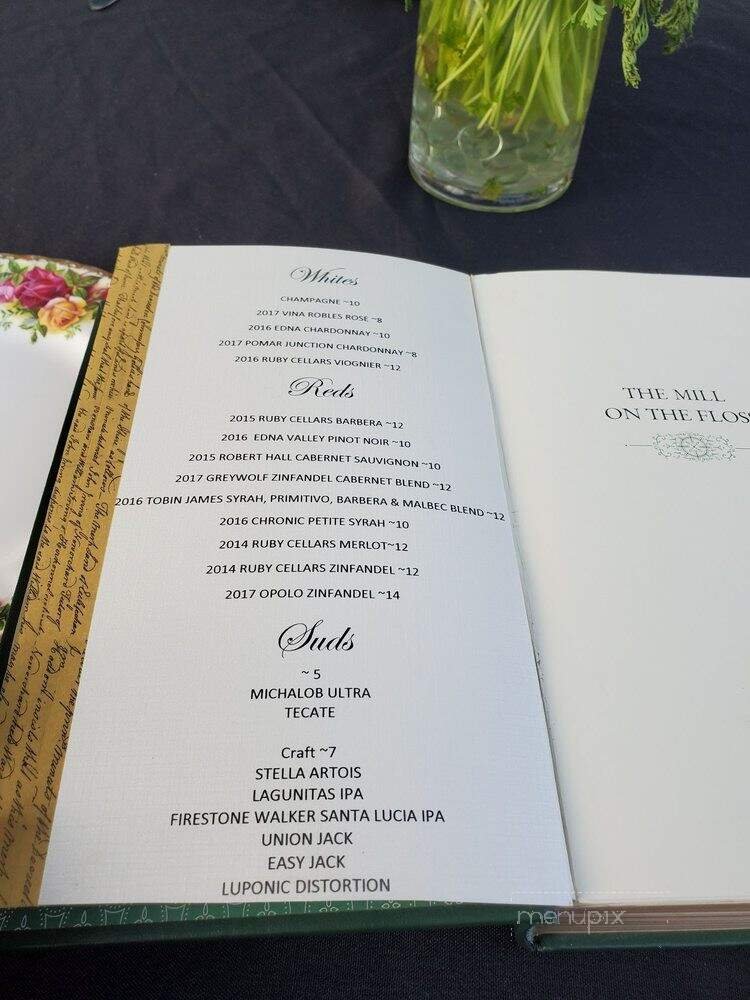 Whites
CHAMPAGNE ~10
2017 VINA ROBLES ROSE ~8
2016 EDNA CHARDONNAY ~10
2017 POMAR JUNCTION CHARDONNAY ~8
2016 RUBY CELLARS VIOGNIER ~12
Reds
2015 RUBY CELLARS BARBERA ~12
2016 EDNA VALLEY PINOT NOIR ~10
2015 ROBERT HALL CABERNET SAUVIGNON ~10
2017 GREYWOLF ZINFANDEL CABERNET BLEND ~12
2016 TOBIN JAMES SYRAH, PRIMITIVO, BARBERA & MALBEC BLEND ~12
2016 CHRONIC PETITE SYRAH ~10
2014 RUBY CELLARS MERLOT~12
2014 RUBY CELLARS ZINFANDEL ~12
2017 OPOLO ZINFANDEL ~14
Suds
~ 5
MICHALOB ULTRA
TECATE
Craft ~7
STELLA ARTOIS
LAGUNITAS IPA
FIRESTONE WALKER SANTA LUCIA IPA
UNION JACK
EASY JACK
LUPONIC DISTORTION
THE MILL
ON THE FLOSS
menupix